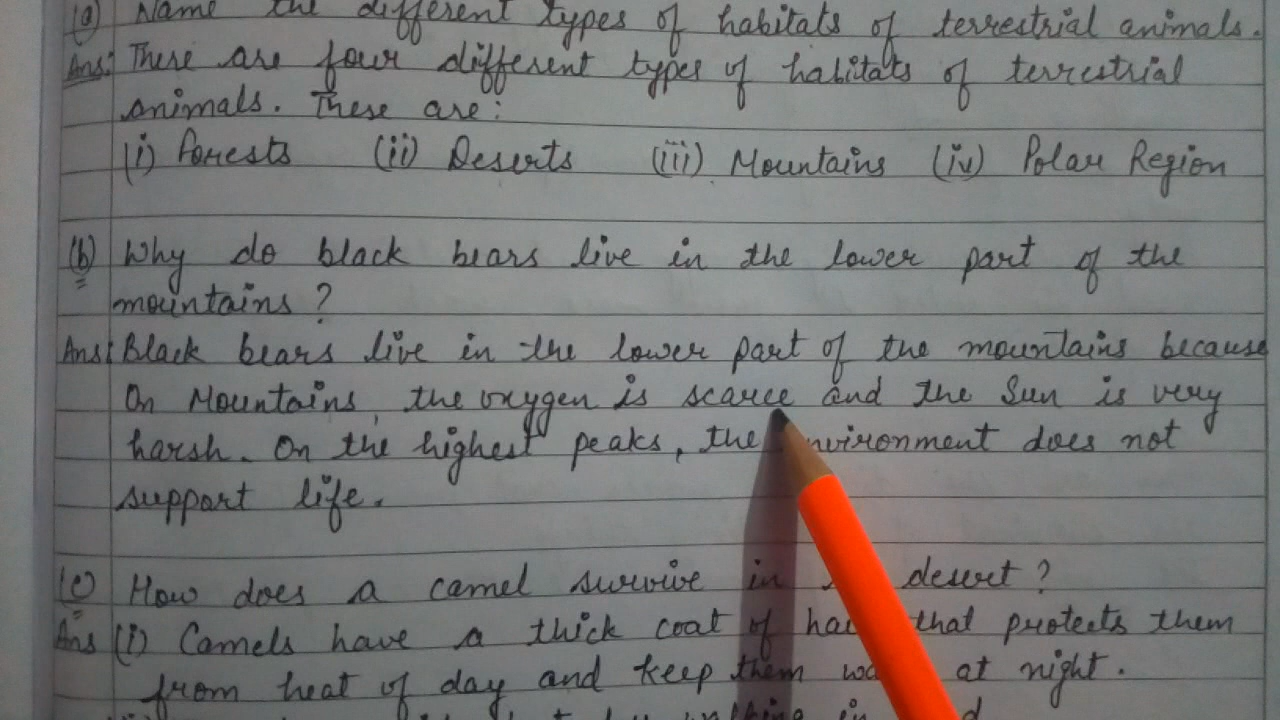 (a) Name the different types of habitats of terrestrial animals.
Ans: There are four different types of habitats of terrestrial
animals. These are:
(i) Forests (ii) Deserts (iii) Mountains (iv) Polar Region
(b) Why do black bears live in the lower part of the
mountains?
Ans: Black bears live in the lower part of the mountains because
On Mountains, the oxygen is scarce and the Sun is very
harsh. On the highest peaks, the nvironment does not
support life.
(c) How does a camel survive in desert?
Ans (i) Camels have a thick coat of hai that protects them
from heat of day and keep them wa at night.
walking in